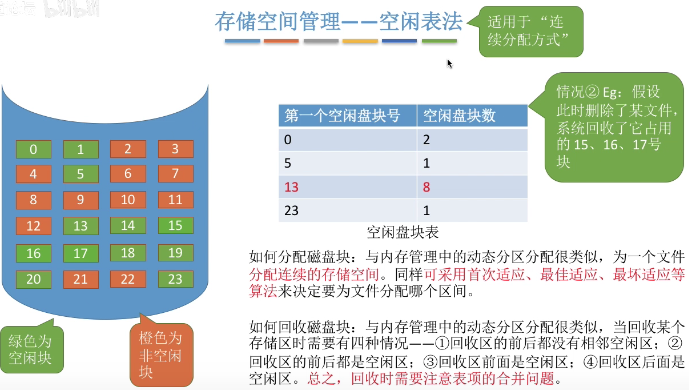 存储空间管理——空闲表法
适用于“连
续分配方式”
情况② Eg：假设
此时删除了某文件，
系统回收了它占用
的 15、16、17号
块
第一个空闲盘块号 空闲盘块数
0 2
5 1
13 8
23 1
空闲盘块表
0 1 2 3
4 5 6 7
8 9 10 11
12 13 14 15
16 17 18 19
20 21 22 23
绿色为
空闲块
橙色为
非空闲
块
如何分配磁盘块：与内存管理中的动态分区分配很类似，为一个文件
分配连续的存储空间。同样可采用首次适应、最佳适应、最坏适应等
算法来决定要为文件分配哪个区间。
如何回收磁盘块：与内存管理中的动态分区分配很类似，当回收某个
存储区时需要有四种情况——①回收区的前后都没有相邻空闲区；②
回收区的前后都是空闲区；③回收区前面是空闲区；④回收区后面是
空闲区。总之，回收时需要注意表项的合并问题。